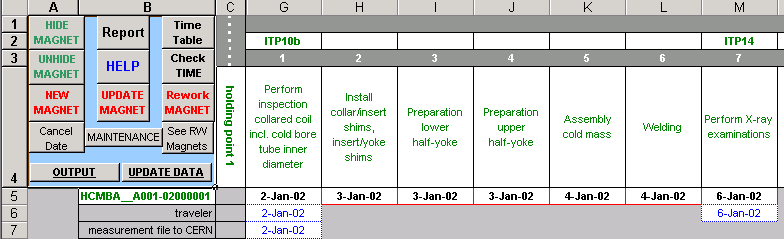 A B C G H I J K L M
1
HIDE MAGNET
Report
Time Table
2
ITP10b
ITP14
UNHIDE MAGNET
HELP
Check TIME
3
1 2 3 4 5 6 7
NEW MAGNET
UPDATE MAGNET
Rework MAGNET
Cancel Date
MAINTENANCE
See RW Magnets
OUTPUT
UPDATE DATA
4
holding point 1
Perform
inspection
collared coil
incl. cold bore
tube inner
diameter
Install
collar/insert
shims,
insert/yoke
shims
Preparation
lower
half-yoke
Preparation
upper
half-yoke
Assembly
cold mass
Welding
Perform X-ray
examinations
5 HCMBA__A001-02000001 2-Jan-02 3-Jan-02 3-Jan-02 3-Jan-02 4-Jan-02 4-Jan-02 6-Jan-02
6 traveler 2-Jan-02 6-Jan-02
7 measurement file to CERN 2-Jan-02